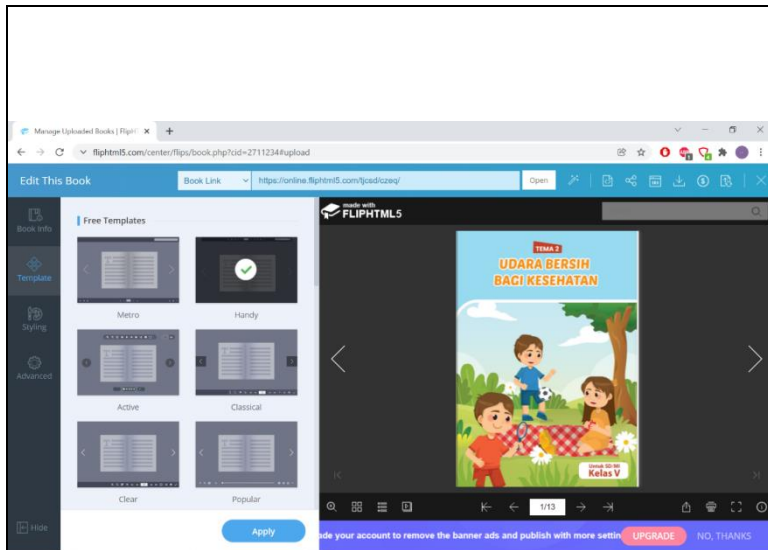 Manage Uploaded Books | FlipH
fliphtml5.com/center/flips/book.php?cid=2711234#upload
Edit This Book
Book Link
https://online.fliphtml5.com/tjcsd/czeq/
Open
Book Info
Template
Styling
Advanced
Hide
Free Templates
Metro
Handy
Active
Classical
Clear
Popular
Apply
made with
FLIPHTML5
TEMA 2
UDARA BERSIH
BAGI KESEHATAN
Untuk SD/MI
Kelas V
1/13
ade your account to remove the banner ads and publish with more settin
UPGRADE
NO, THANKS